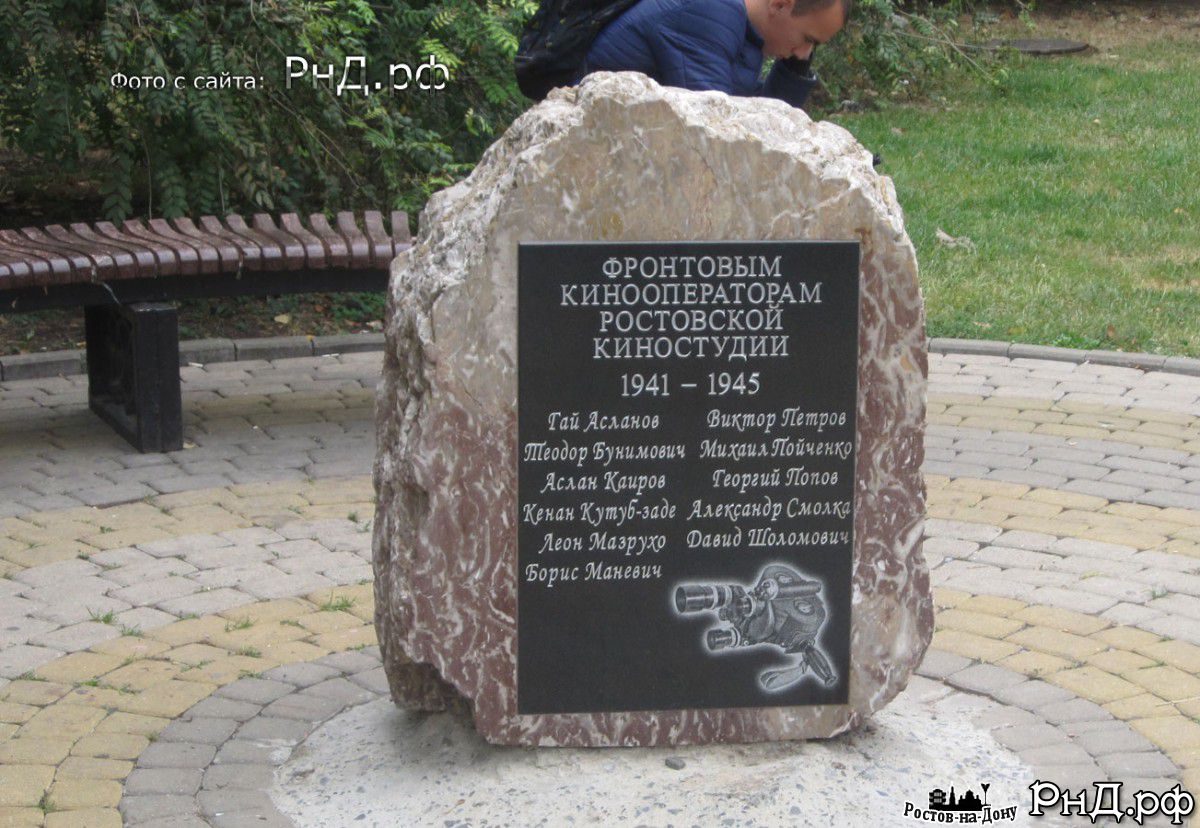 Фото с сайта: РнД.рф
ФРОНТОВЫМ
КИНООПЕРАТОРАМ
РОСТОВСКОЙ
КИНОСТУДИИ
1941 – 1945
Гай Асланов
Теодор Бунимович
Аслан Каиров
Кенан Кутуб-заде
Леон Мазрухо
Борис Маневич
Виктор Петров
Михаил Пойченко
Георгий Попов
Александр Смолка
Давид Шоломович
Ростов-на-Дону
РнД.рф